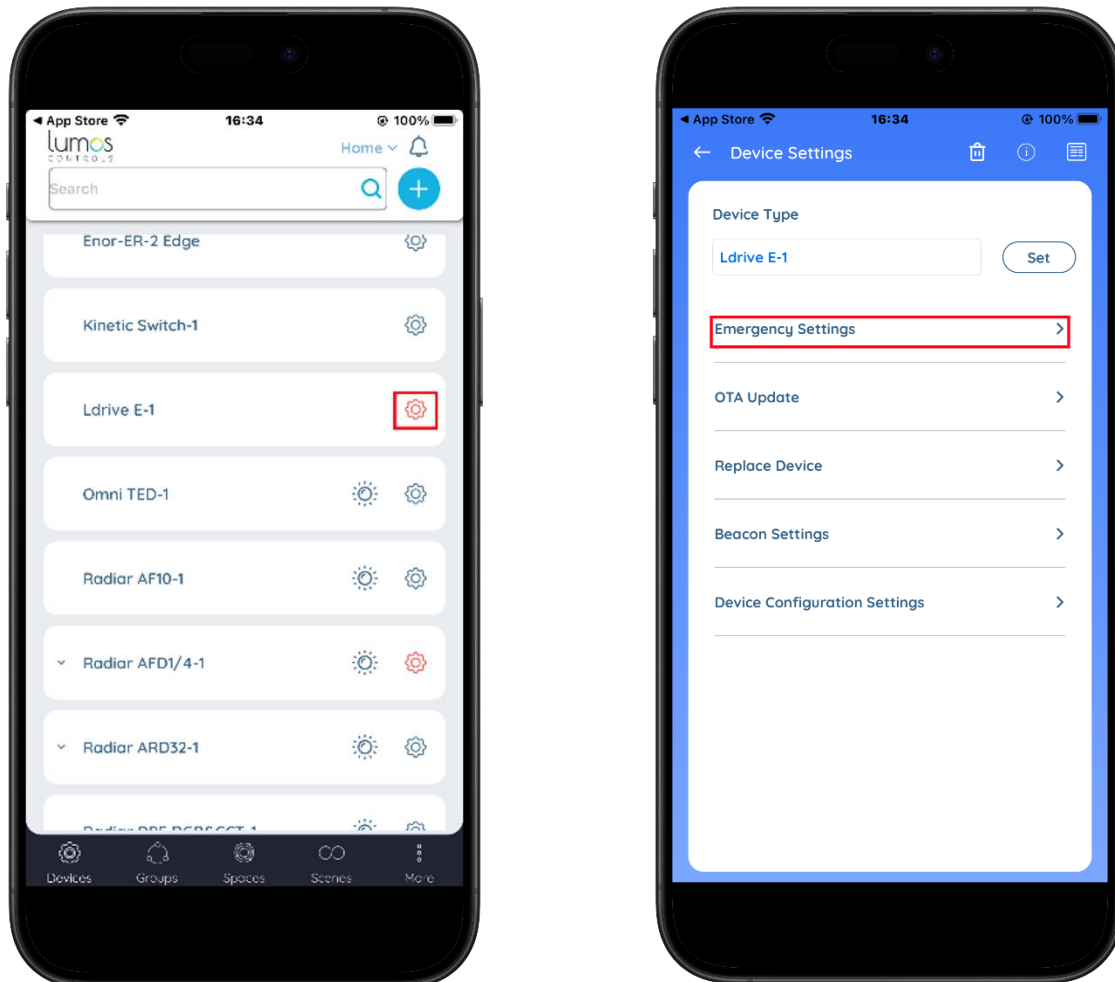 App Store 16:34 100%
lumos
CONTROLS
Home
Search
Enor-ER-2 Edge
Kinetic Switch-1
Ldrive E-1
Omni TED-1
Radiar AF10-1
Radiar AFD1/4-1
Radiar ARD32-1
Devices Groups Spaces Scenes More
App Store 16:34 100%
Device Settings
Device Type
Ldrive E-1 Set
Emergency Settings
OTA Update
Replace Device
Beacon Settings
Device Configuration Settings